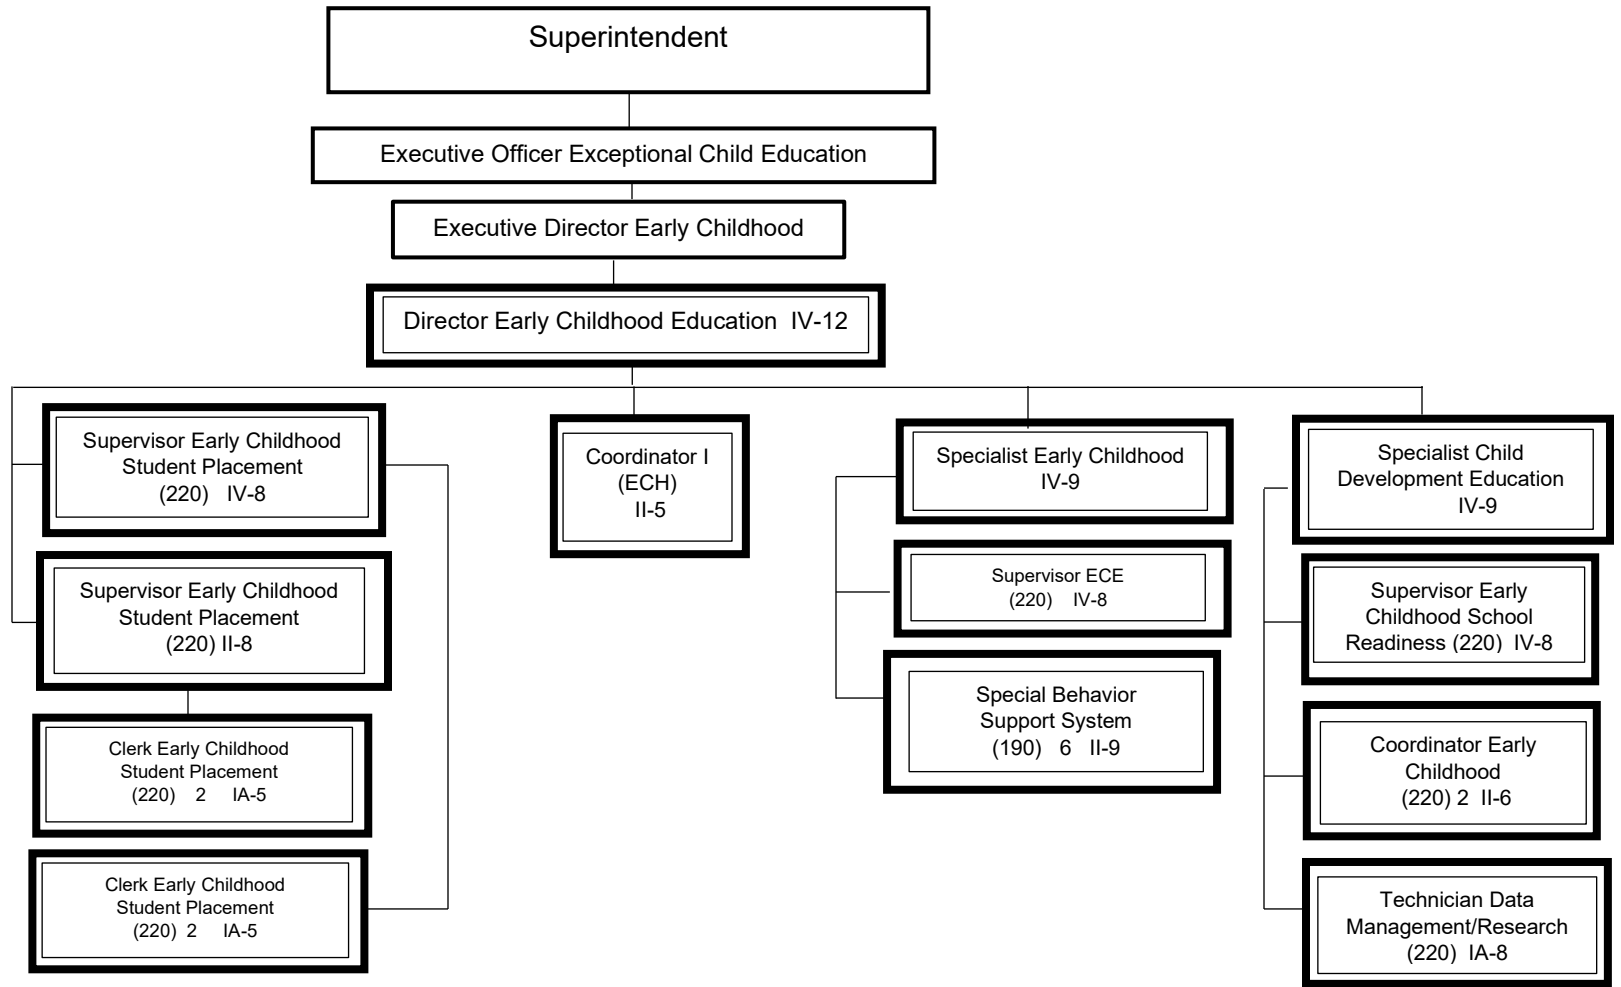 Superintendent
Executive Officer Exceptional Child Education
Executive Director Early Childhood
Director Early Childhood Education IV-12
Supervisor Early Childhood
Student Placement
(220) IV-8
Supervisor Early Childhood
Student Placement
(220) II-8
Clerk Early Childhood
Student Placement
(220) 2 IA-5
Clerk Early Childhood
Student Placement
(220) 2 IA-5
Coordinator I
(ECH)
II-5
Specialist Early Childhood
IV-9
Supervisor ECE
(220) IV-8
Special Behavior
Support System
(190) 6 II-9
Specialist Child
Development Education
IV-9
Supervisor Early
Childhood School
Readiness (220) IV-8
Coordinator Early
Childhood
(220) 2 II-6
Technician Data
Management/Research
(220) IA-8